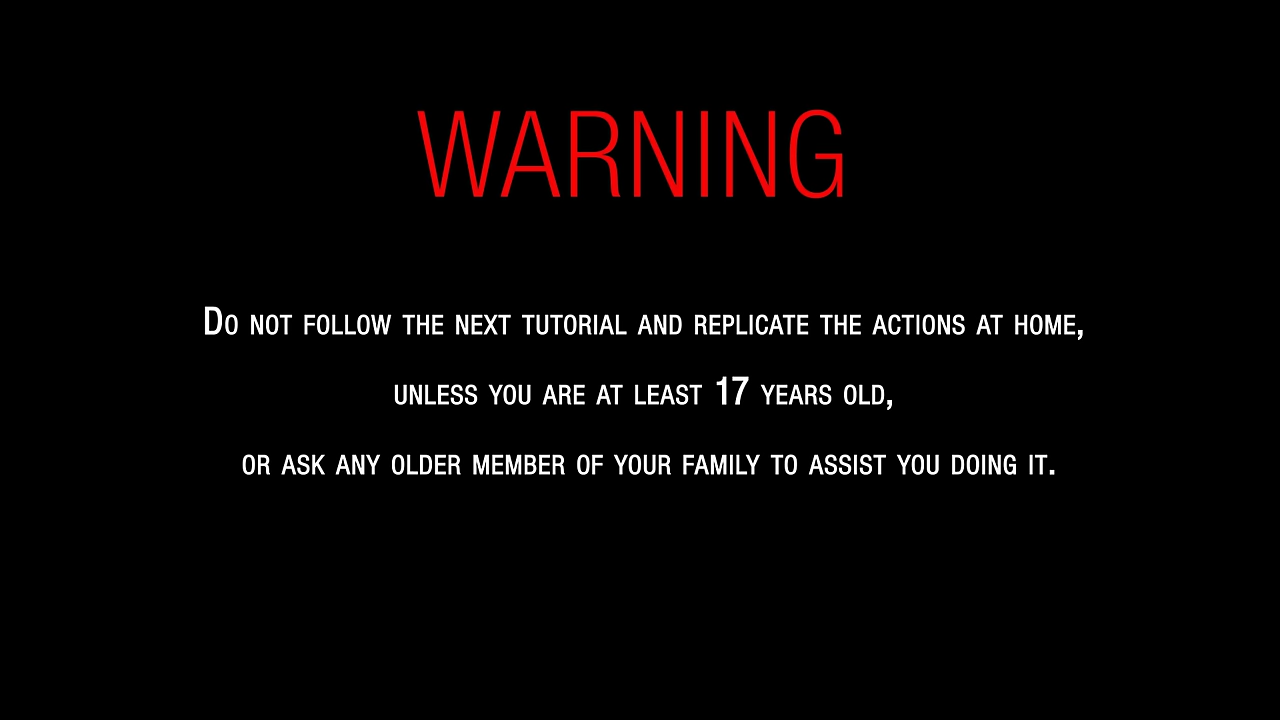 WARNING
Do not follow the next tutorial and replicate the actions at home,
unless you are at least 17 years old,
or ask any older member of your family to assist you doing it.